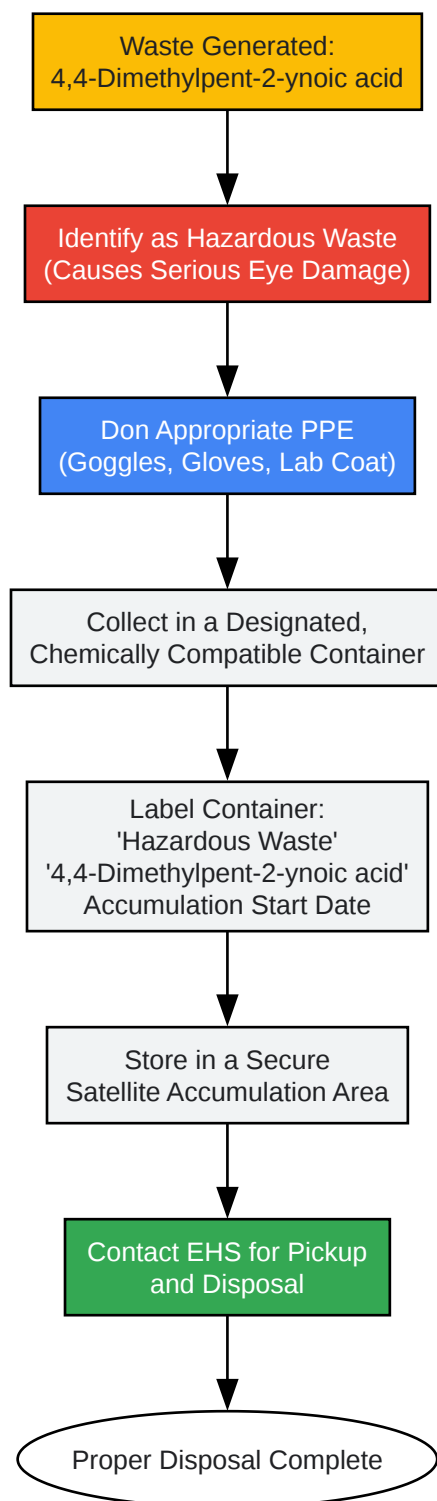 Waste Generated:
4,4-Dimethylpent-2-ynoic acid
Identify as Hazardous Waste
(Causes Serious Eye Damage)
Don Appropriate PPE
(Goggles, Gloves, Lab Coat)
Collect in a Designated,
Chemically Compatible Container
Label Container:
'Hazardous Waste'
'4,4-Dimethylpent-2-ynoic acid'
Accumulation Start Date
Store in a Secure
Satellite Accumulation Area
Contact EHS for Pickup
and Disposal
Proper Disposal Complete